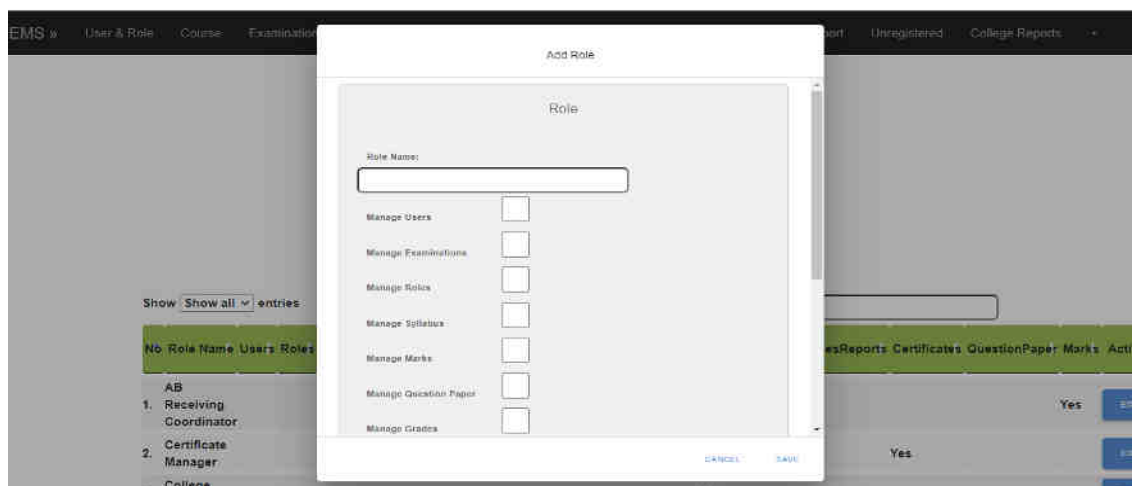 EMS » User & Role Course Examination ort Unregistered College Reports
Add Role
Role
Role Name:
Manage Users
Manage Examinations
Manage Roles
Manage Syllabus
Manage Marks
Manage Question Paper
Manage Grades
CANCEL SAVE
Show Show all entries
No Role Name Users Roles esReports Certificates QuestionPaper Marks Acti
1. AB Receiving Coordinator Yes
2. Certificate Manager Yes
College